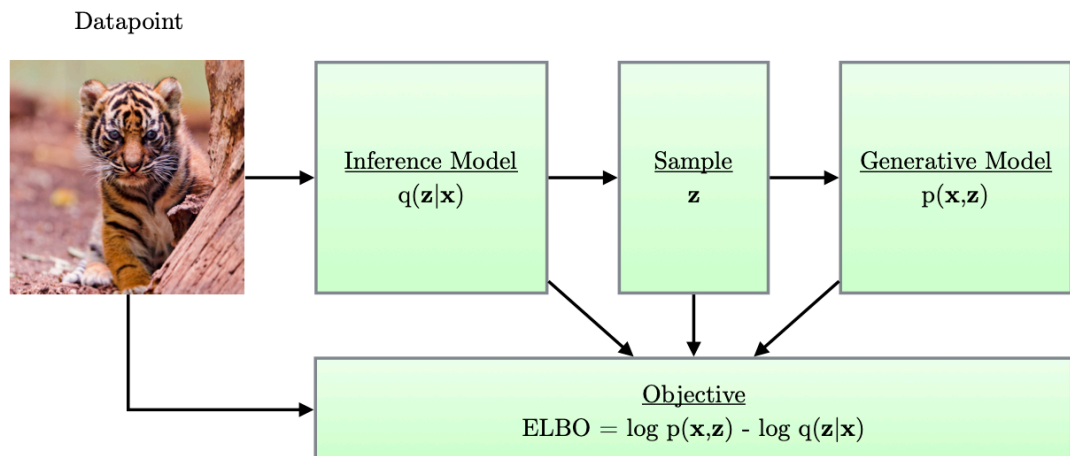 Datapoint
Inference Model
q(z|x)
Sample
z
Generative Model
p(x,z)
Objective
ELBO = log p(x,z) - log q(z|x)